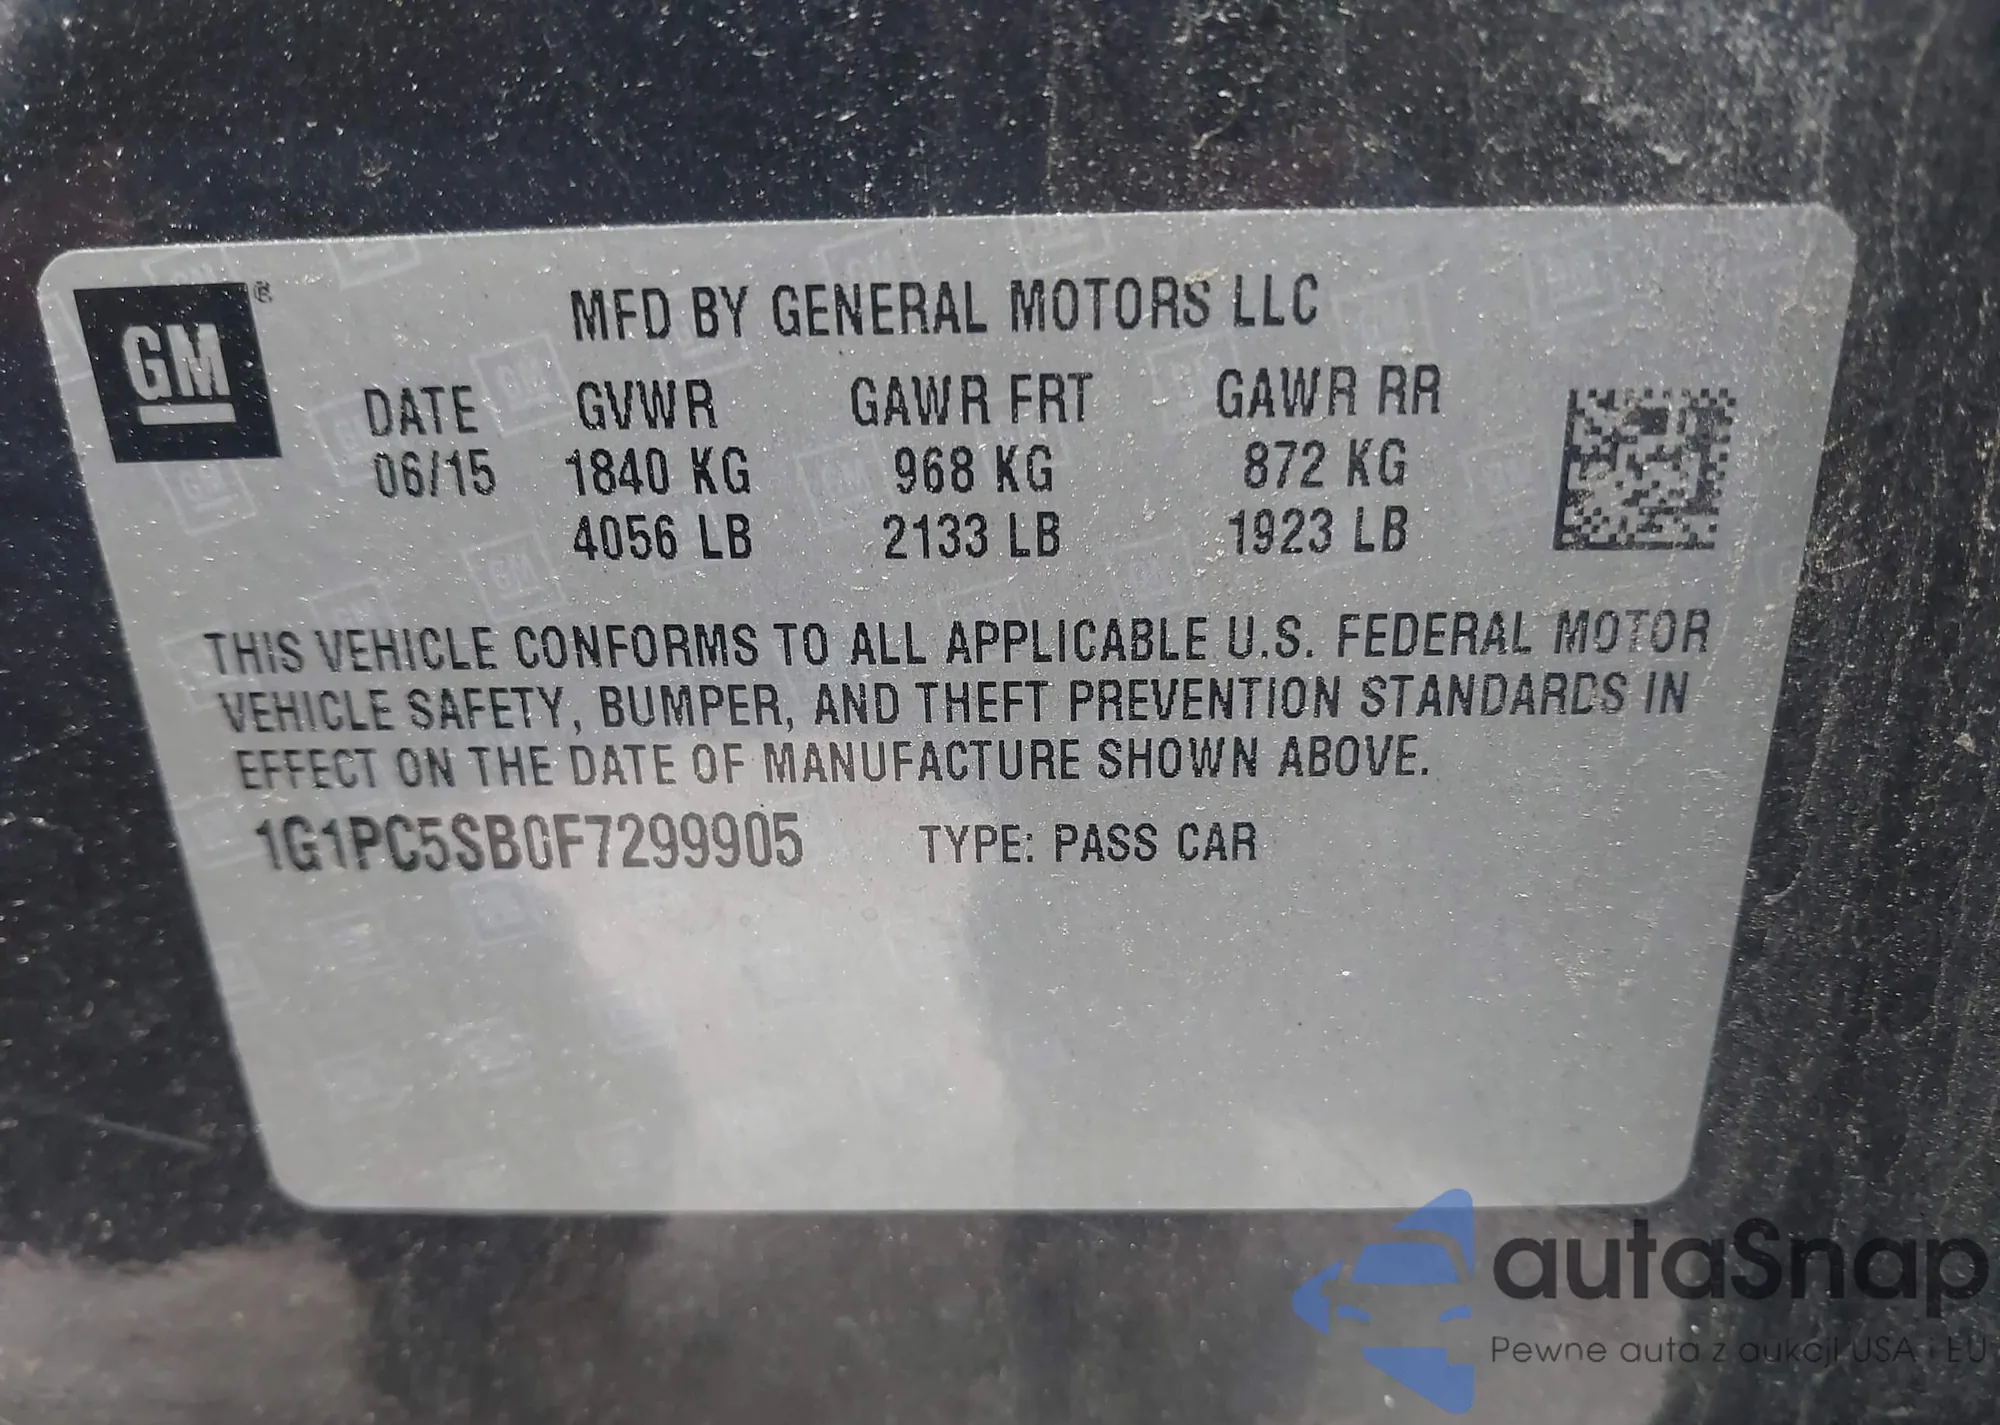 GM®
MFD BY GENERAL MOTORS LLC
DATE GVWR GAWR FRT GAWR RR
06/15 1840 KG 968 KG 872 KG
4056 LB 2133 LB 1923 LB
THIS VEHICLE CONFORMS TO ALL APPLICABLE U.S. FEDERAL MOTOR
VEHICLE SAFETY, BUMPER, AND THEFT PREVENTION STANDARDS IN
EFFECT ON THE DATE OF MANUFACTURE SHOWN ABOVE.
1G1PC5SB0F7299905 TYPE: PASS CAR
autaSnap
Pewne auta z aukcji USA i EU